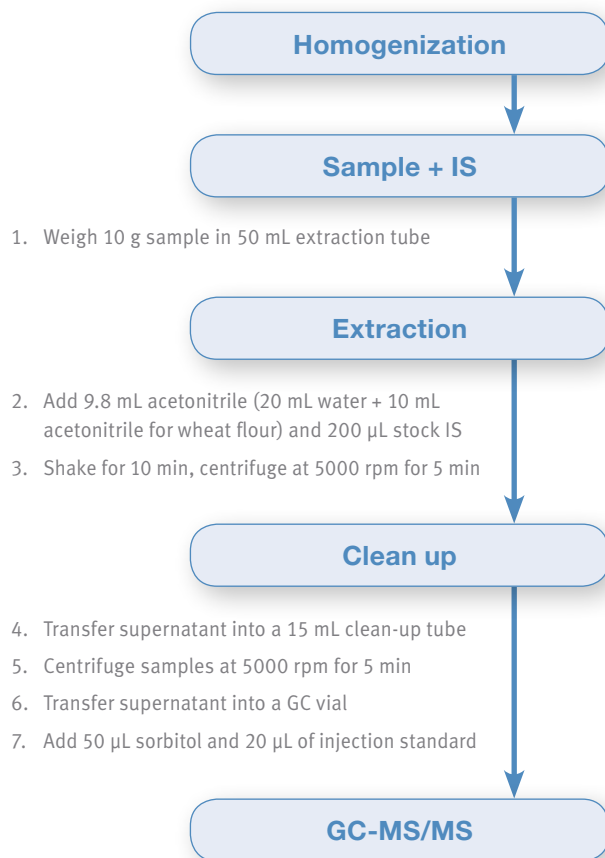 Homogenization
Sample + IS
1. Weigh 10 g sample in 50 mL extraction tube
Extraction
2. Add 9.8 mL acetonitrile (20 mL water + 10 mL
acetonitrile for wheat flour) and 200 µL stock IS
3. Shake for 10 min, centrifuge at 5000 rpm for 5 min
Clean up
4. Transfer supernatant into a 15 mL clean-up tube
5. Centrifuge samples at 5000 rpm for 5 min
6. Transfer supernatant into a GC vial
7. Add 50 µL sorbitol and 20 µL of injection standard
GC-MS/MS